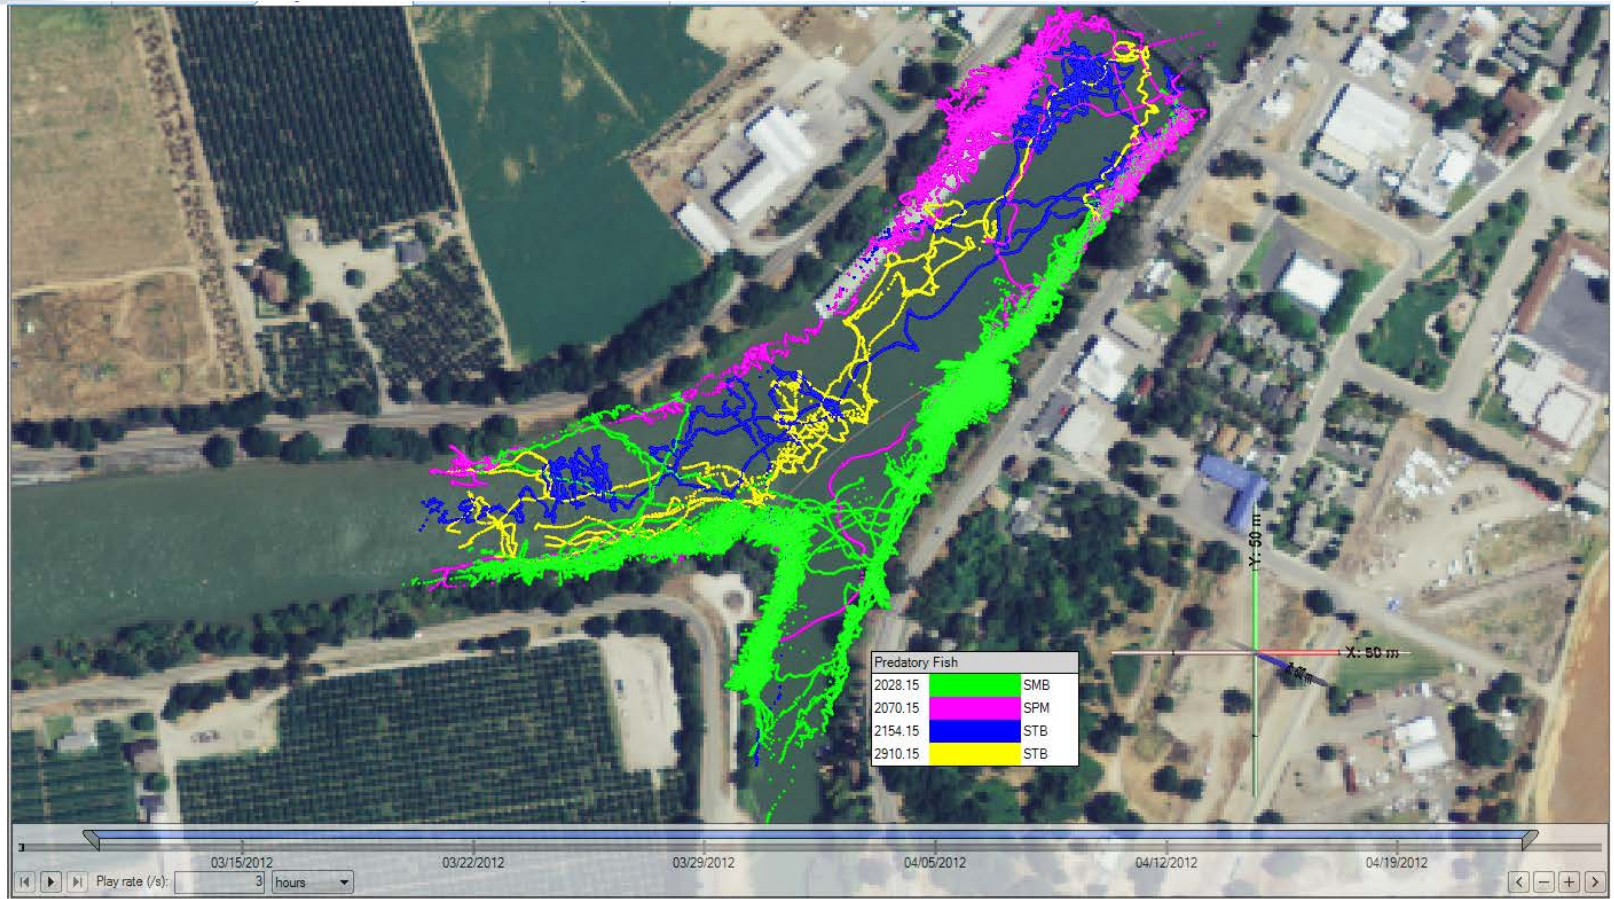 Y: 50 m
X: 50 m
Predatory Fish
2028.15 SMB
2070.15 SPM
2154.15 STB
2910.15 STB
03/15/2012 03/22/2012 03/29/2012 04/05/2012 04/12/2012 04/19/2012
Play rate (/s): 3 hours